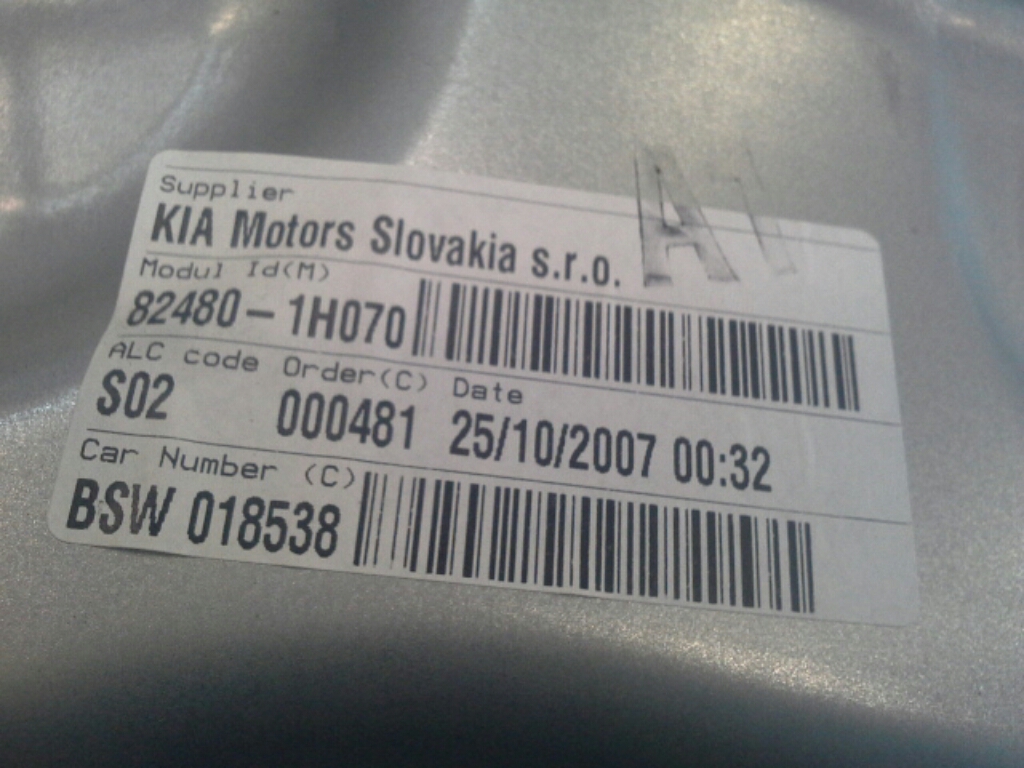 Supplier
KIA Motors Slovakia s.r.o.
Modul Id(M)
82480-1H070
ALC code Order(C) Date
S02 000481 25/10/2007 00:32
Car Number (C)
BSW 018538